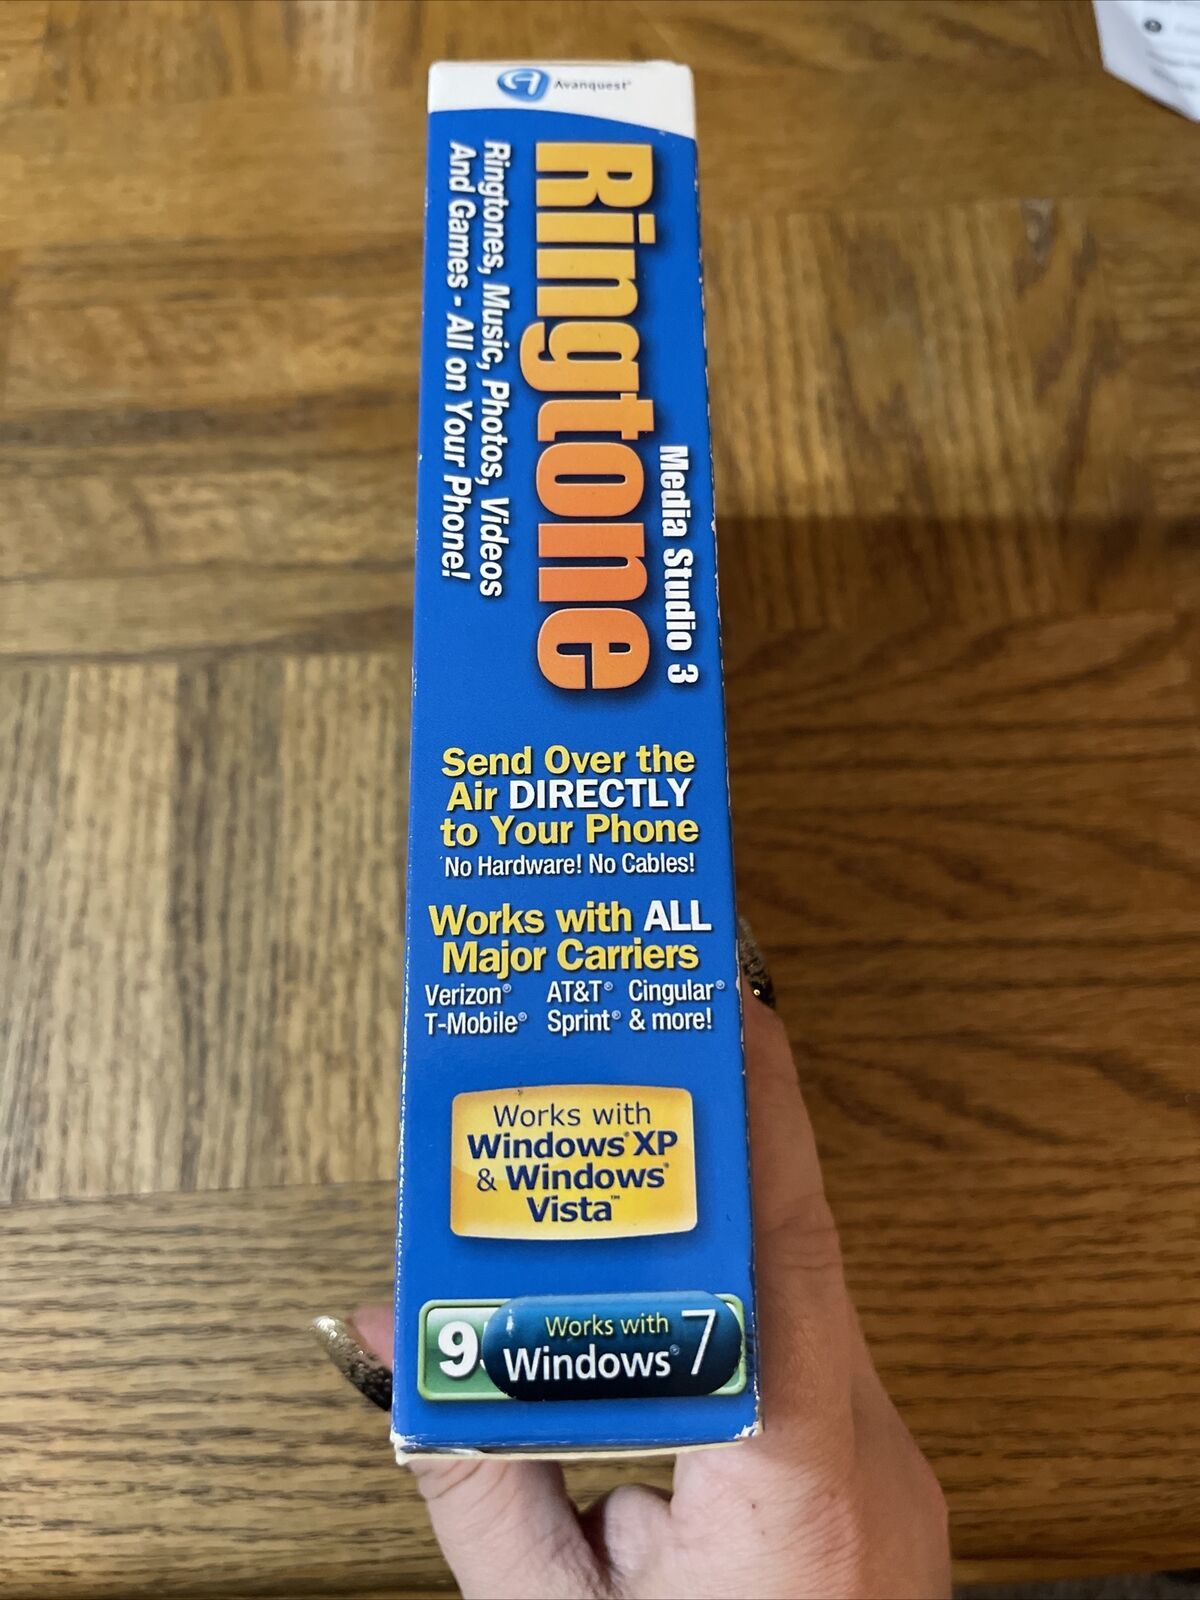 Avanquest®
Ringtone
Media Studio 3
Ringtones, Music, Photos, Videos
And Games - All on Your Phone!
Send Over the
Air DIRECTLY
to Your Phone
No Hardware! No Cables!
Works with ALL
Major Carriers
Verizon® AT&T® Cingular®
T-Mobile® Sprint® & more!
Works with
Windows® XP
& Windows®
Vista™
Works with
Windows® 7